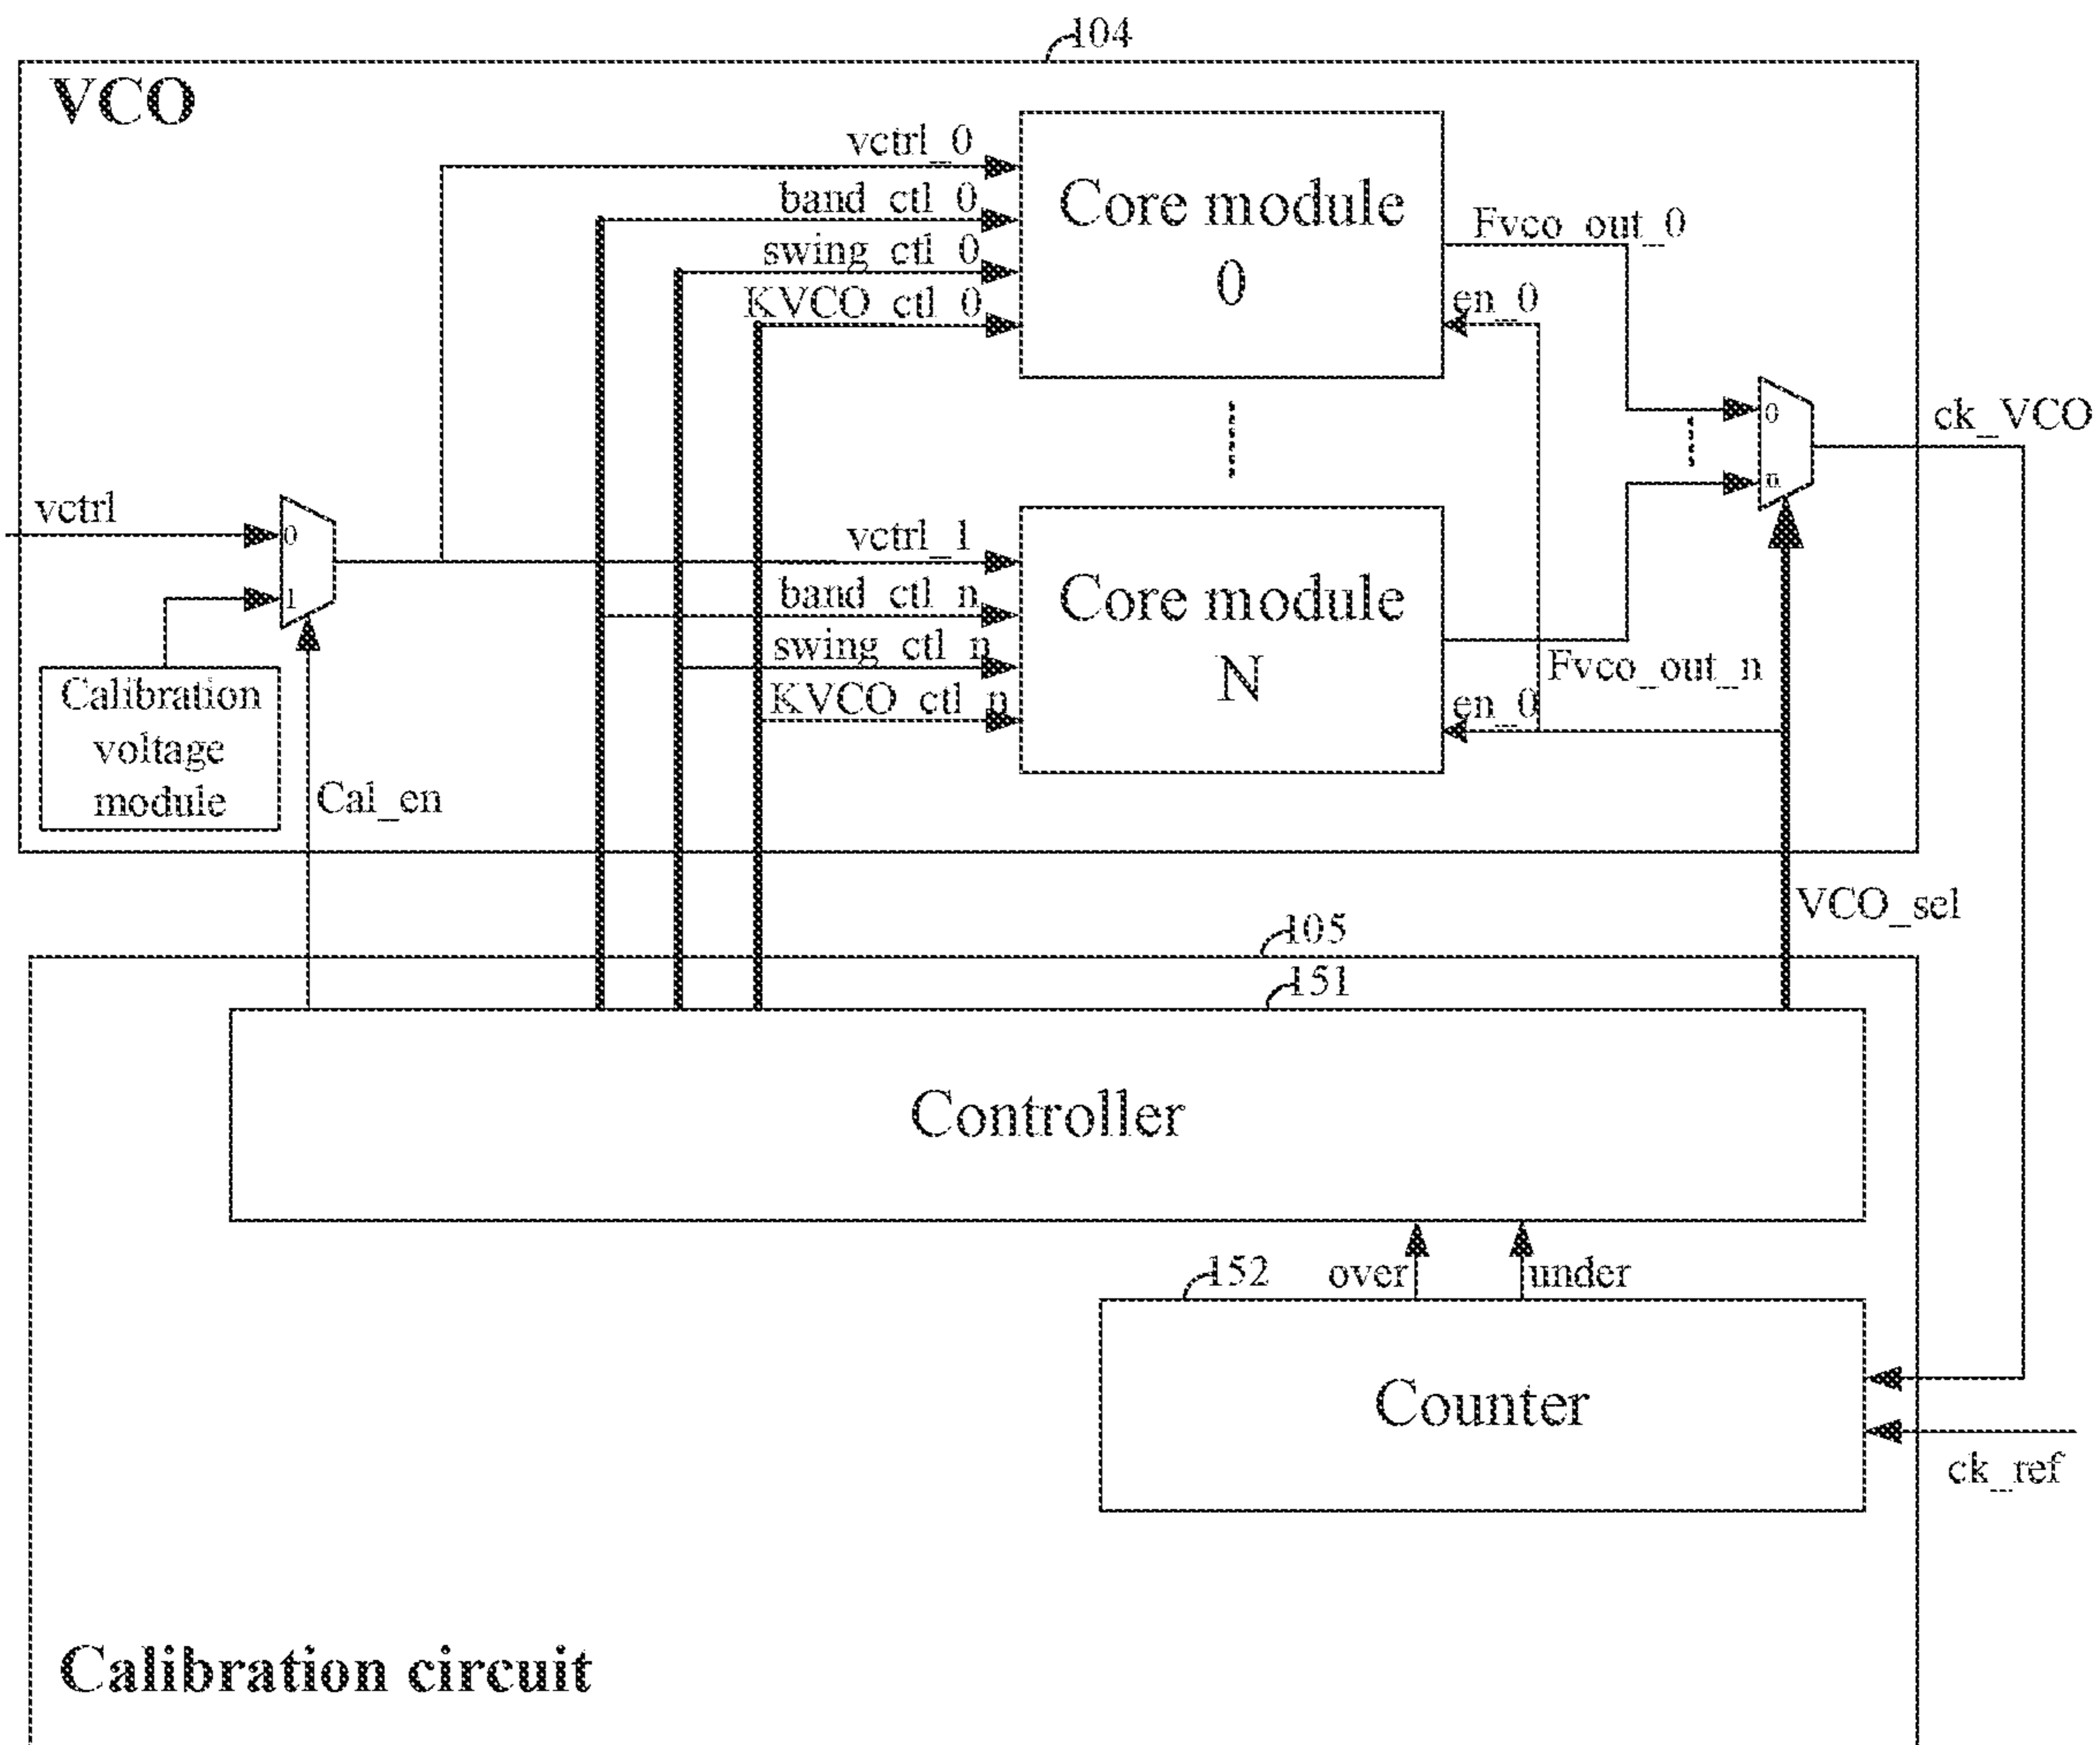 104
VCO
vctrl_0
band_ctl_0
swing_ctl_0
KVCO_ctl_0
Core module
0
Fvco_out_0
en_0
0
n
ck_VCO
vctrl
0
1
vctrl_1
band_ctl_n
swing_ctl_n
KVCO_ctl_n
Core module
N
Fvco_out_n
en_0
Calibration
voltage
module
Cal_en
VCO_sel
105
151
Controller
152
over
under
Counter
ck_ref
Calibration circuit